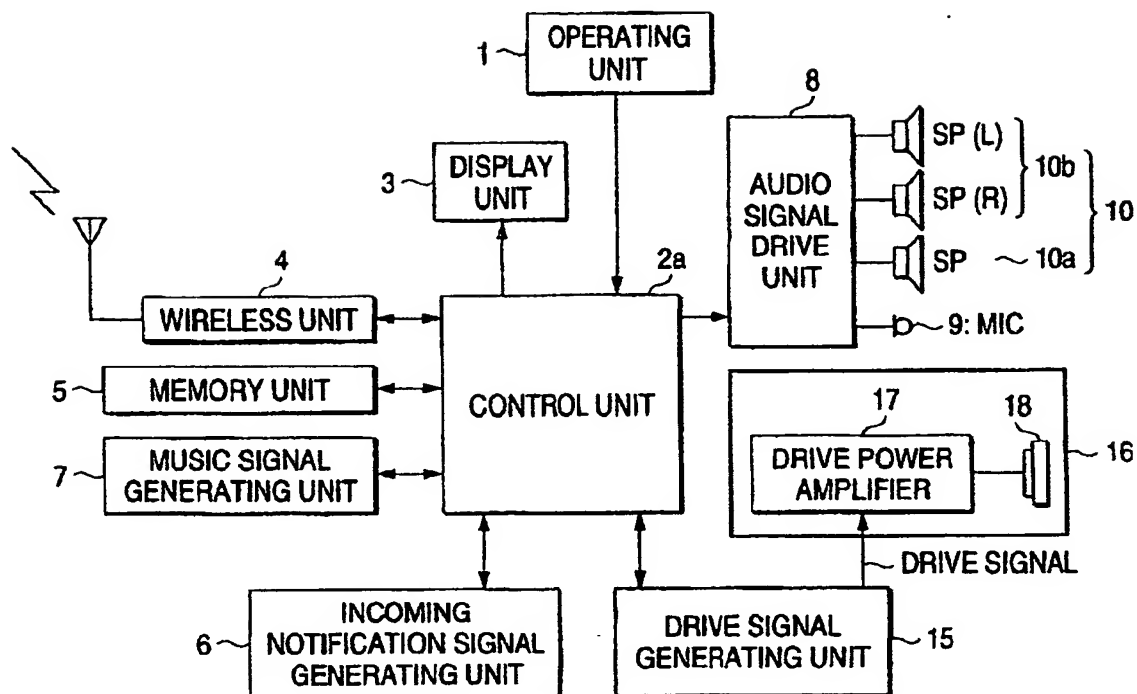 1
OPERATING
UNIT
8
AUDIO
SIGNAL
DRIVE
UNIT
SP (L)
SP (R)
10b
10
SP
10a
9: MIC
3
DISPLAY
UNIT
4
WIRELESS UNIT
2a
CONTROL UNIT
5
MEMORY UNIT
7
MUSIC SIGNAL
GENERATING UNIT
17
18
16
DRIVE POWER
AMPLIFIER
DRIVE SIGNAL
6
INCOMING
NOTIFICATION SIGNAL
GENERATING UNIT
DRIVE SIGNAL
GENERATING UNIT
15